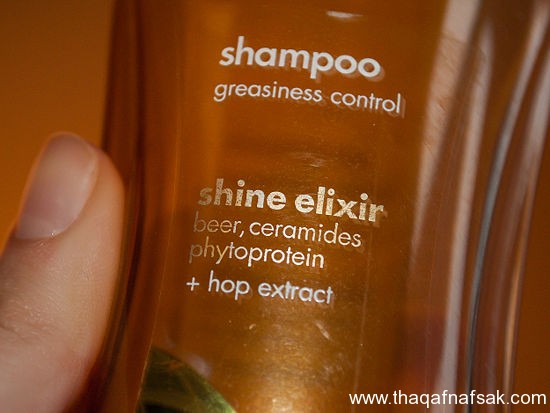 shampoo
greasiness control
shine elixir
beer, ceramides
phytoprotein
+ hop extract
www.thaqafnafsak.com